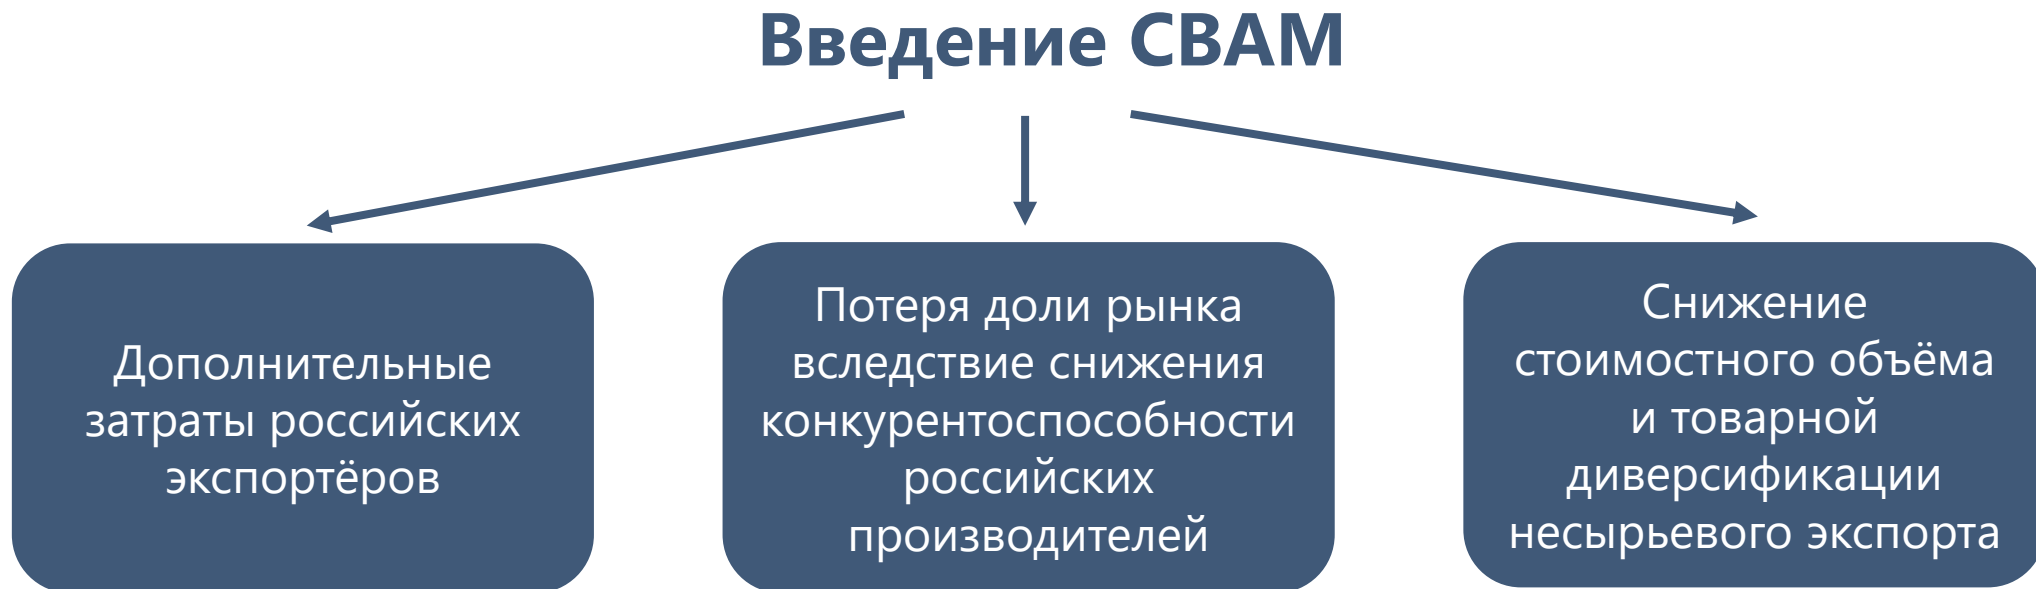 Введение CBAM
Дополнительные
затраты российских
экспортёров
Потеря доли рынка
вследствие снижения
конкурентоспособности
российских
производителей
Снижение
стоимостного объёма
и товарной
диверсификации
несырьевого экспорта